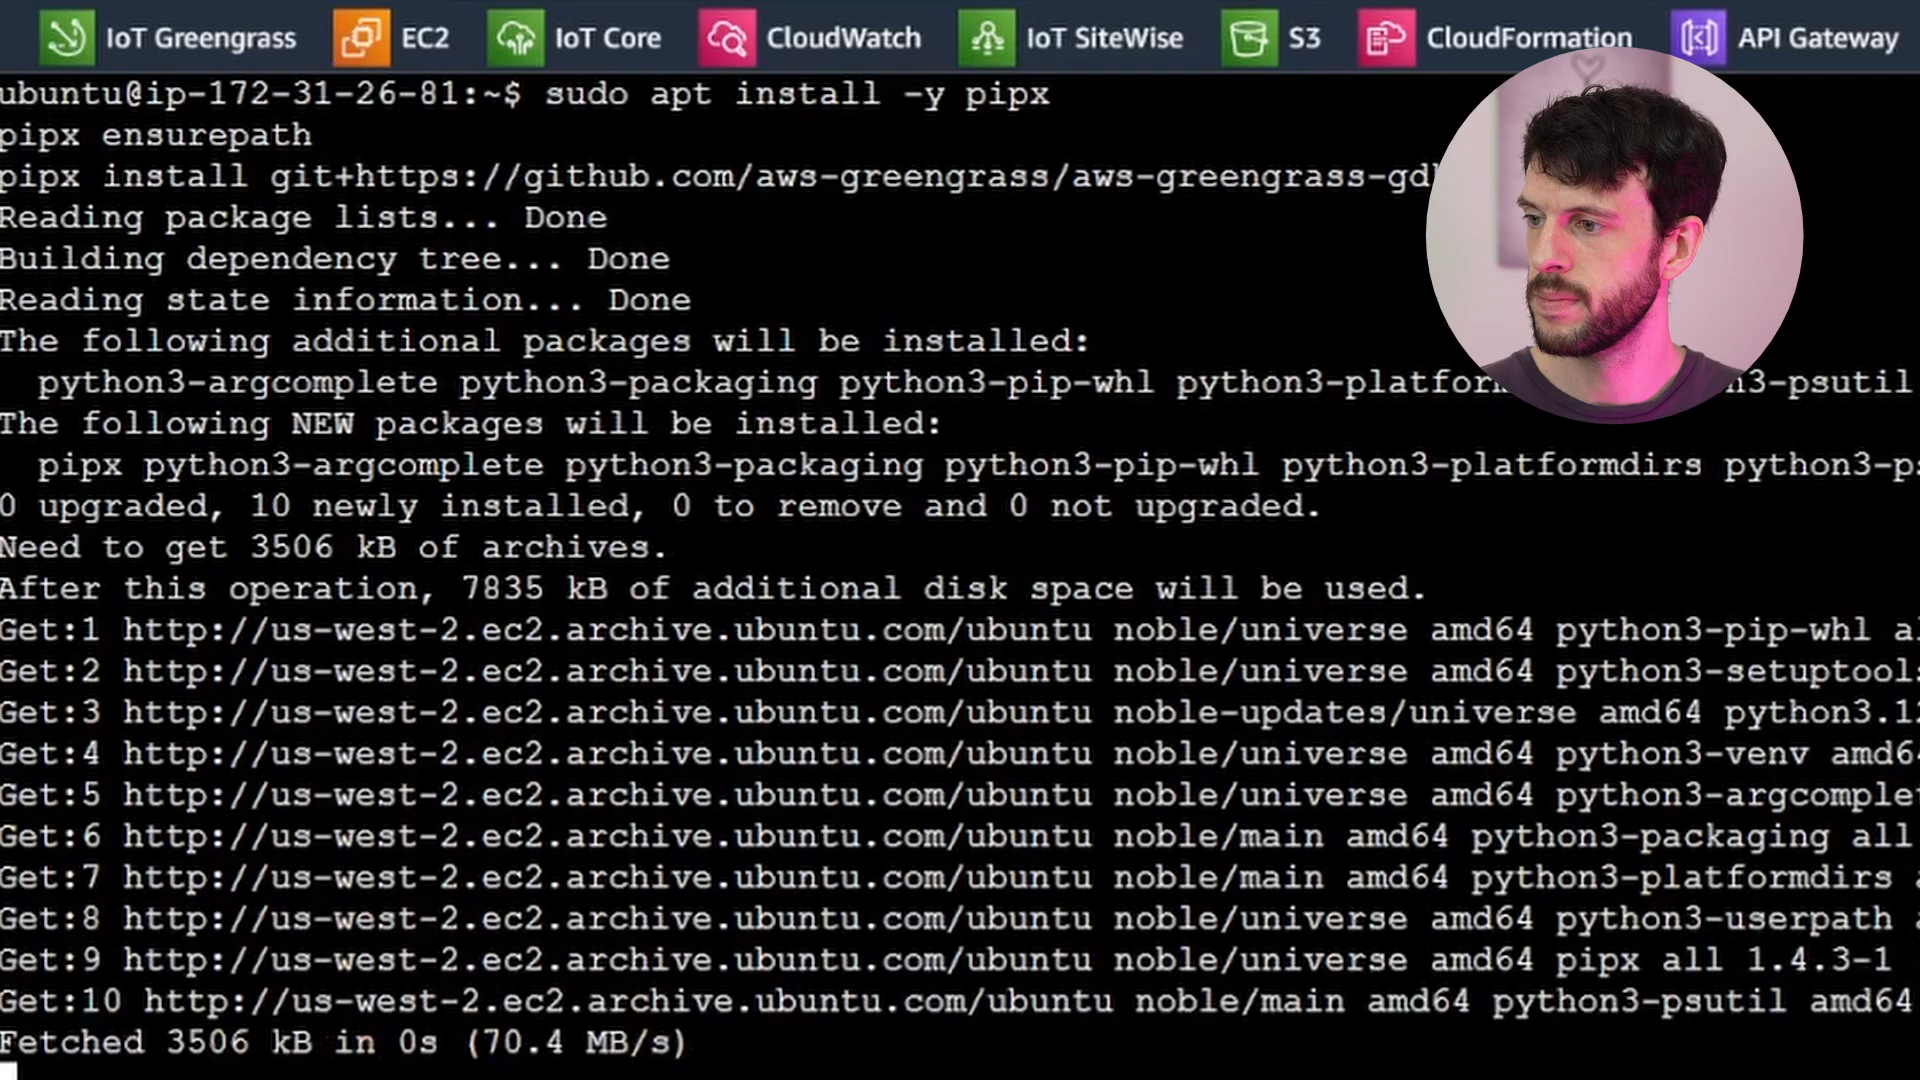 IoT Greengrass EC2 IoT Core CloudWatch IoT SiteWise S3 CloudFormation API Gateway
ubuntu@ip-172-31-26-81:~$ sudo apt install -y pipx
pipx ensurepath
pipx install git+https://github.com/aws-greengrass/aws-greengrass-gd
Reading package lists... Done
Building dependency tree... Done
Reading state information... Done
The following additional packages will be installed:
python3-argcomplete python3-packaging python3-pip-whl python3-platfor n3-psutil
The following NEW packages will be installed:
pipx python3-argcomplete python3-packaging python3-pip-whl python3-platformdirs python3-ps
0 upgraded, 10 newly installed, 0 to remove and 0 not upgraded.
Need to get 3506 kB of archives.
After this operation, 7835 kB of additional disk space will be used.
Get:1 http://us-west-2.ec2.archive.ubuntu.com/ubuntu noble/universe amd64 python3-pip-whl al
Get:2 http://us-west-2.ec2.archive.ubuntu.com/ubuntu noble/universe amd64 python3-setuptools
Get:3 http://us-west-2.ec2.archive.ubuntu.com/ubuntu noble-updates/universe amd64 python3.12
Get:4 http://us-west-2.ec2.archive.ubuntu.com/ubuntu noble/universe amd64 python3-venv amd64
Get:5 http://us-west-2.ec2.archive.ubuntu.com/ubuntu noble/universe amd64 python3-argcomplet
Get:6 http://us-west-2.ec2.archive.ubuntu.com/ubuntu noble/main amd64 python3-packaging all
Get:7 http://us-west-2.ec2.archive.ubuntu.com/ubuntu noble/main amd64 python3-platformdirs a
Get:8 http://us-west-2.ec2.archive.ubuntu.com/ubuntu noble/universe amd64 python3-userpath a
Get:9 http://us-west-2.ec2.archive.ubuntu.com/ubuntu noble/universe amd64 pipx all 1.4.3-1
Get:10 http://us-west-2.ec2.archive.ubuntu.com/ubuntu noble/main amd64 python3-psutil amd64
Fetched 3506 kB in 0s (70.4 MB/s)